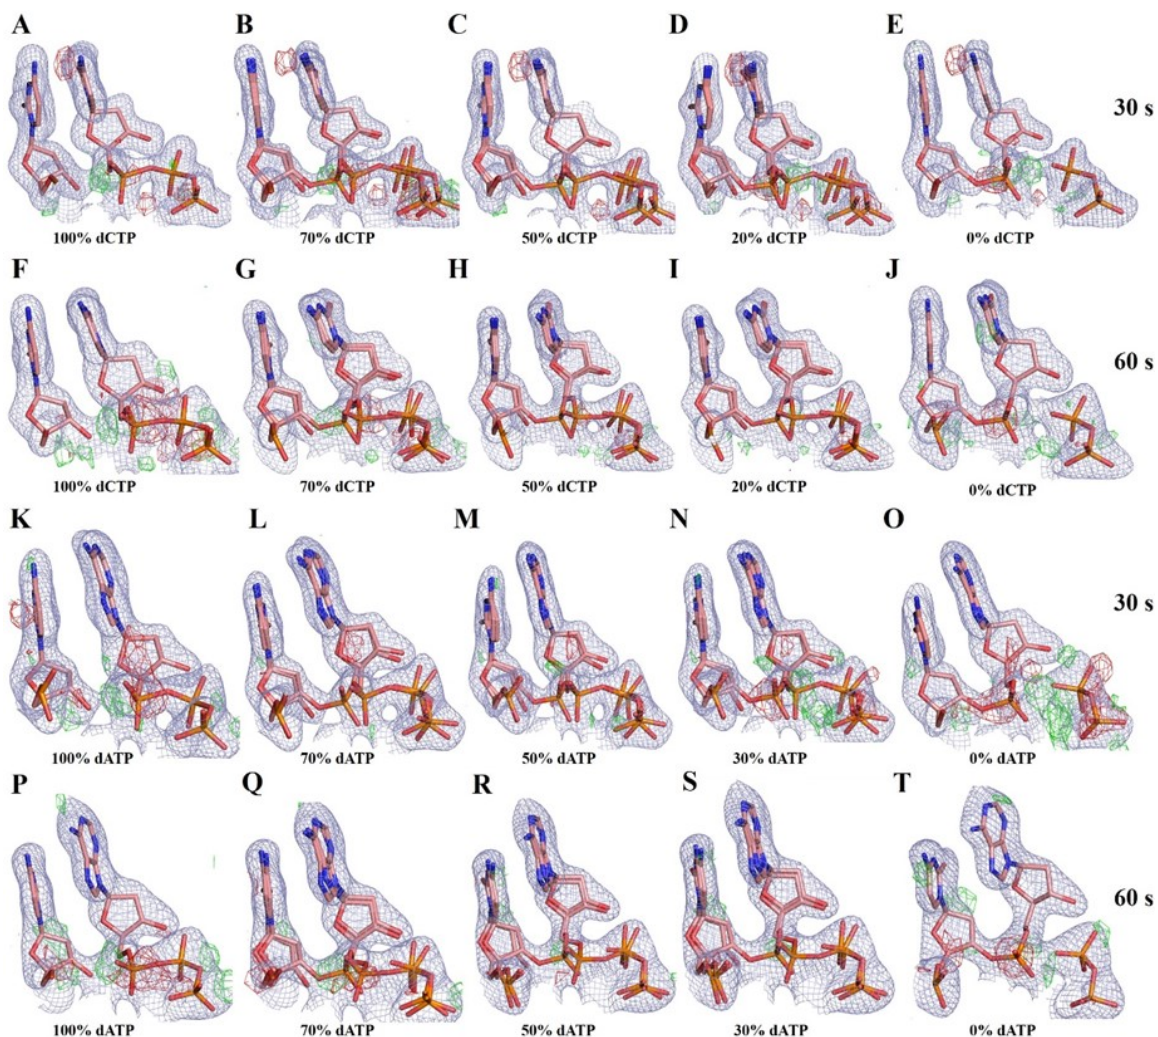 A B C D E
30 s
100% dCTP 70% dCTP 50% dCTP 20% dCTP 0% dCTP
F G H I J
60 s
100% dCTP 70% dCTP 50% dCTP 20% dCTP 0% dCTP
K L M N O
30 s
100% dATP 70% dATP 50% dATP 30% dATP 0% dATP
P Q R S T
60 s
100% dATP 70% dATP 50% dATP 30% dATP 0% dATP